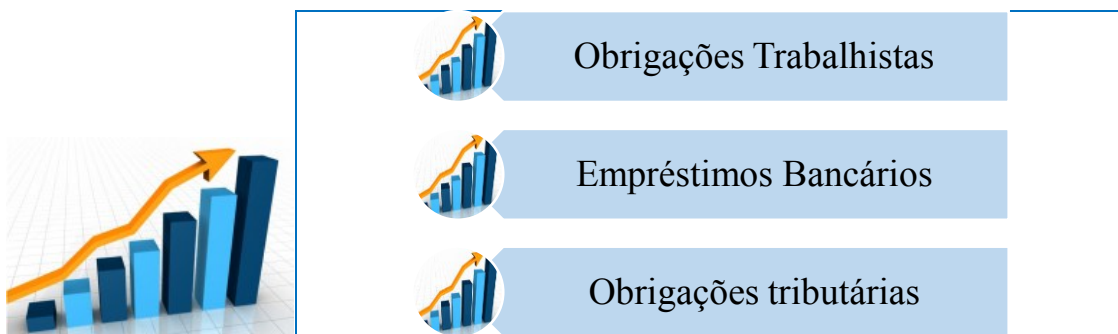 Obrigações Trabalhistas
Empréstimos Bancários
Obrigações tributárias